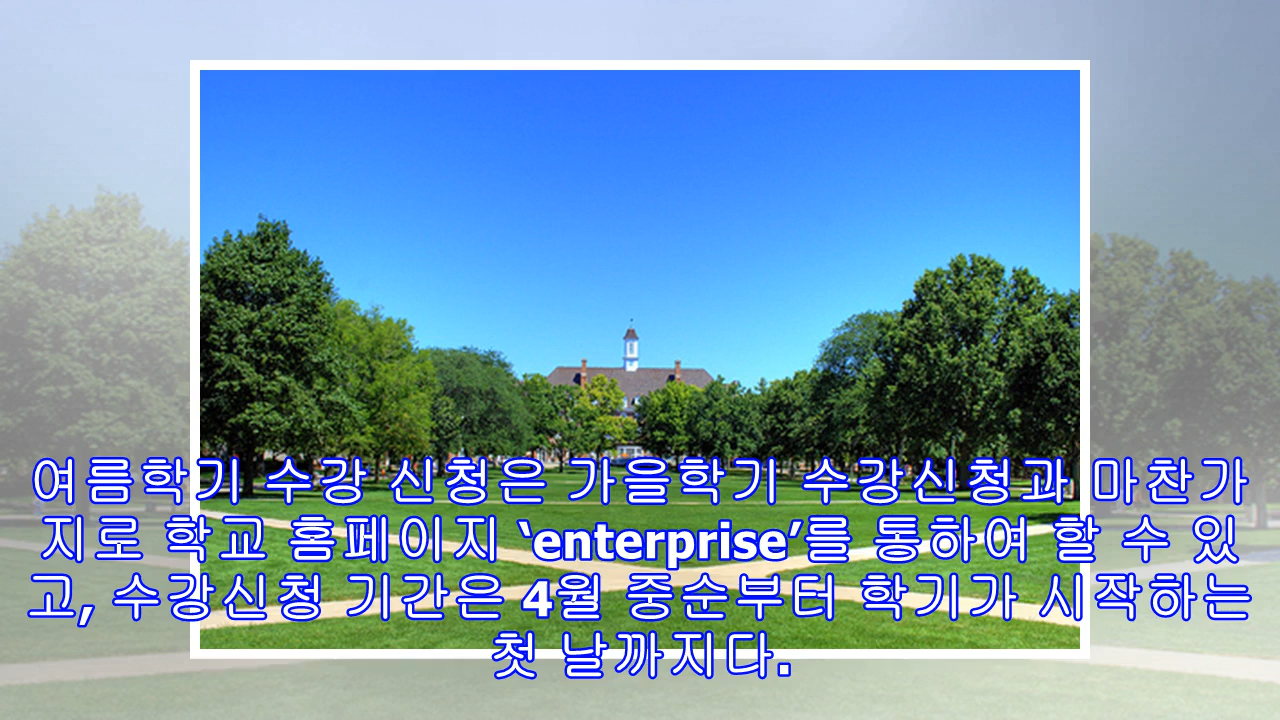 여름학기 수강 신청은 가을학기 수강신청과 마찬가
지로 학교 홈페이지 ‘enterprise’를 통하여 할 수 있
고, 수강신청 기간은 4월 중순부터 학기가 시작하는
첫 날까지다.